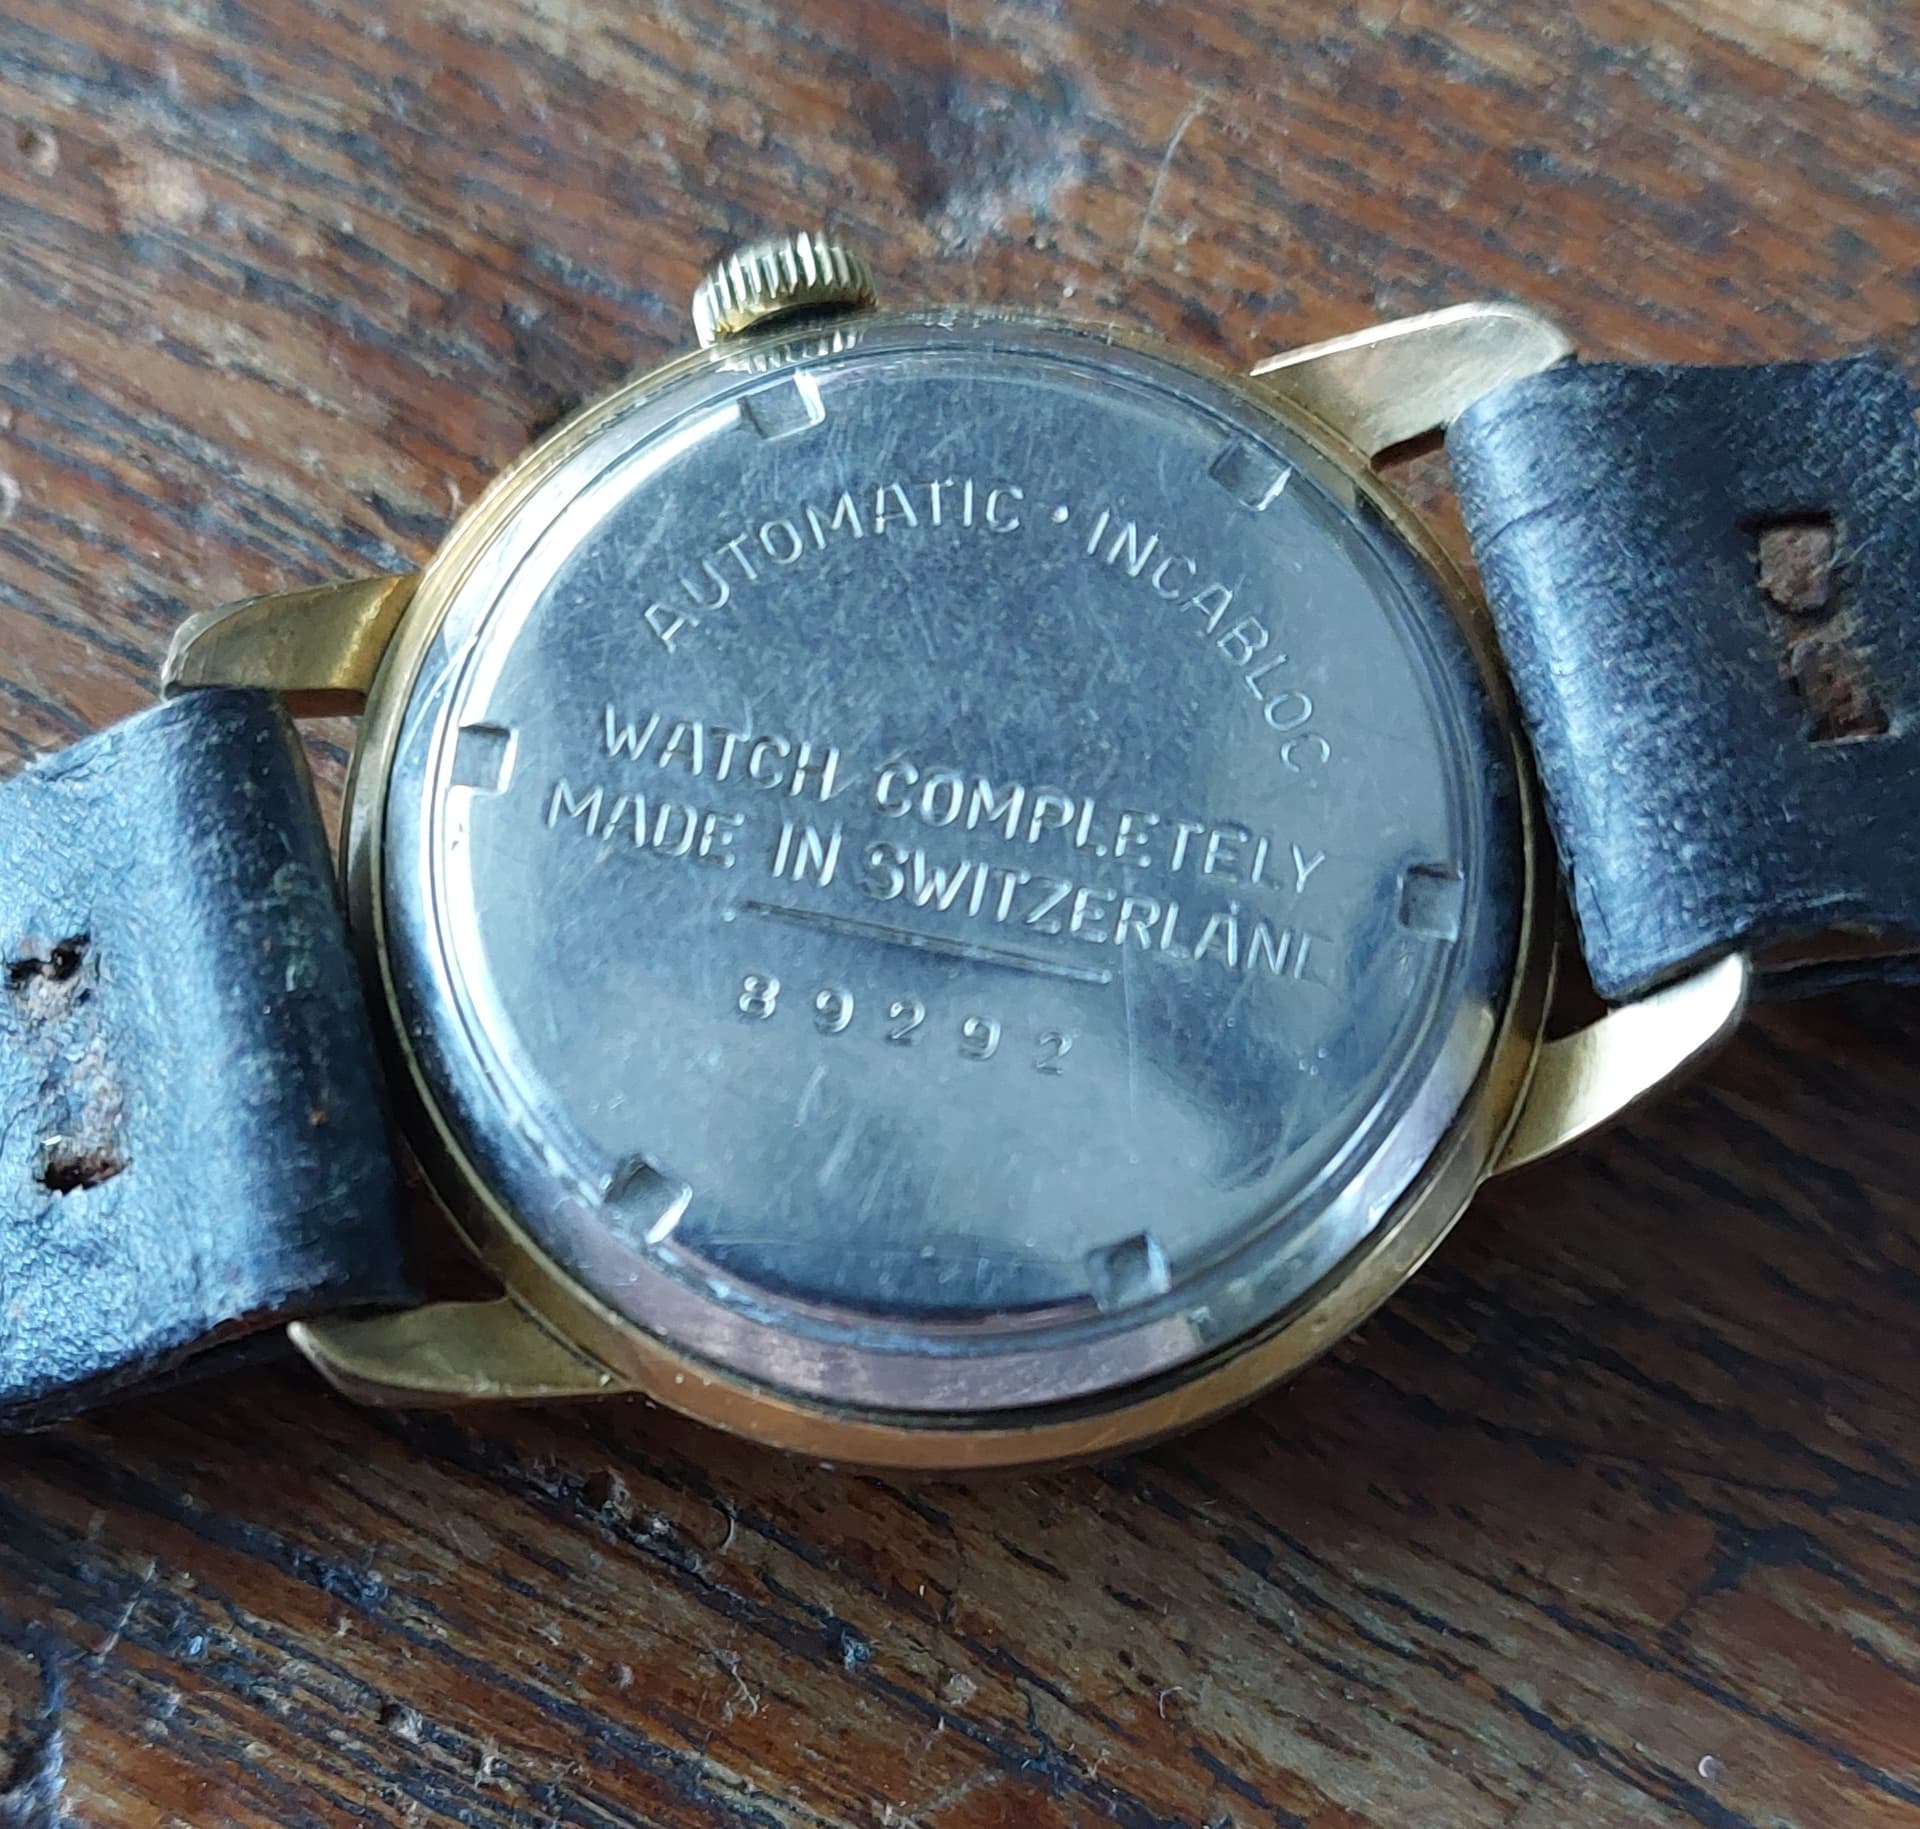 AUTOMATIC • INCABLOC
WATCH COMPLETELY
MADE IN SWITZERLAND
89292